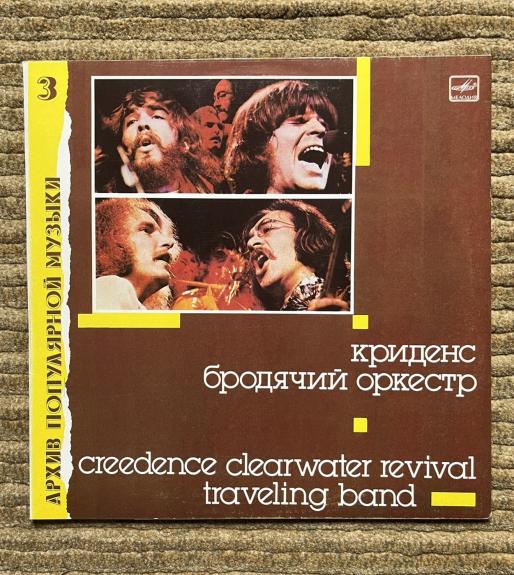 3
АРХИВ ПОПУЛЯРНОЙ МУЗЫКИ
МЕЛОДИЯ
криденс
бродячий оркестр
creedence clearwater revival
traveling band